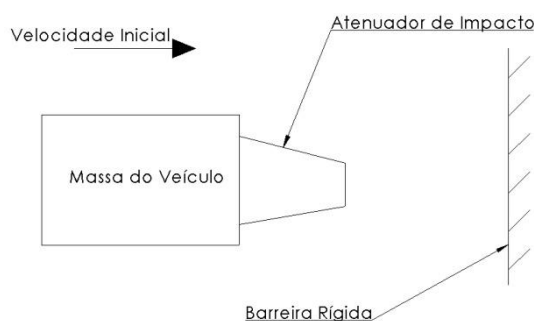 Atenuador de Impacto
Velocidade Inicial
Massa do Veículo
Barreira Rígida